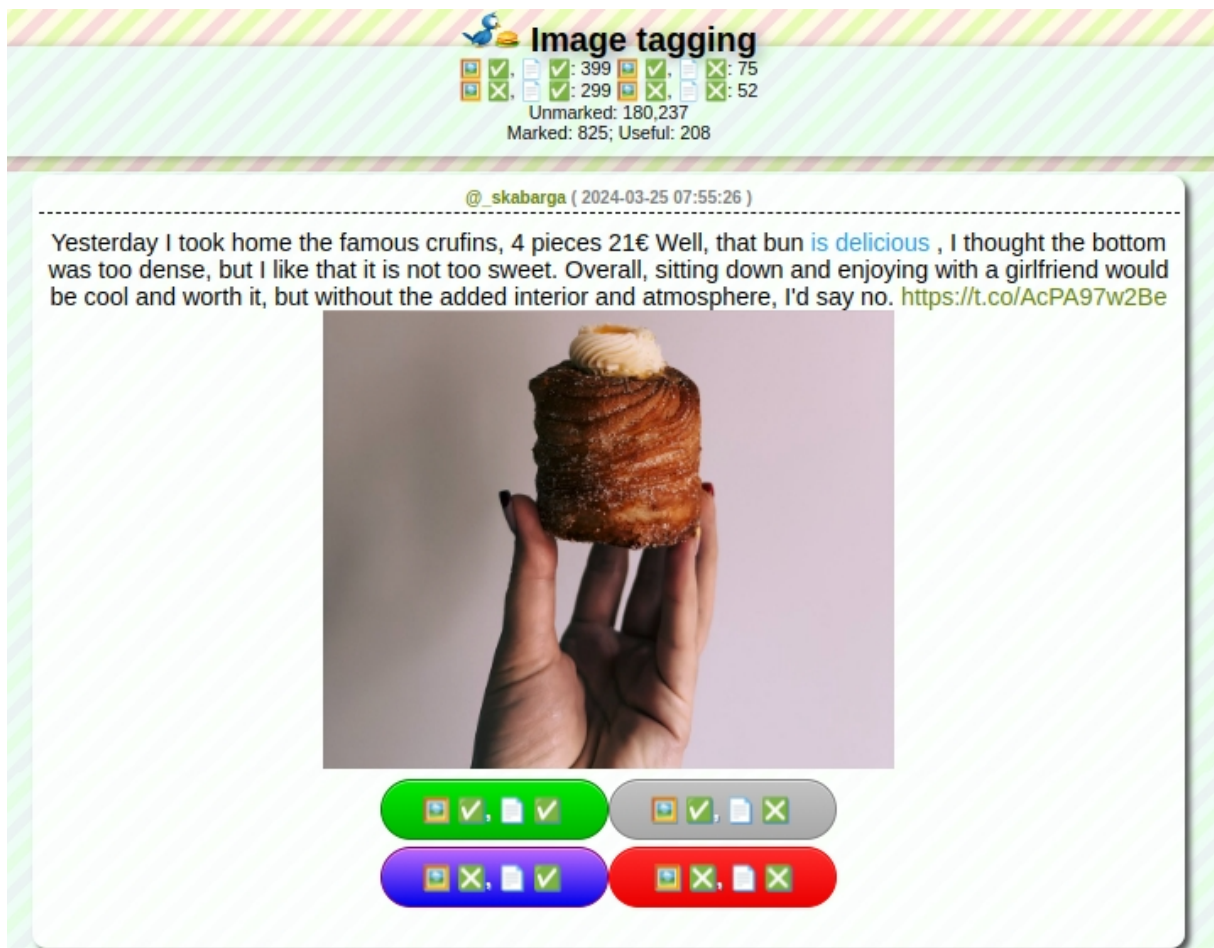 Image tagging
🖼️ ✅, 📄 ✅: 399 🖼️ ✅, 📄 ❎: 75
🖼️ ❎, 📄 ✅: 299 🖼️ ❎, 📄 ❎: 52
Unmarked: 180,237
Marked: 825; Useful: 208
@_skabarga ( 2024-03-25 07:55:26 )
Yesterday I took home the famous crufins, 4 pieces 21€ Well, that bun is delicious , I thought the bottom
was too dense, but I like that it is not too sweet. Overall, sitting down and enjoying with a girlfriend would
be cool and worth it, but without the added interior and atmosphere, I'd say no. https://t.co/AcPA97w2Be
🖼️ ✅, 📄 ✅ 🖼️ ✅, 📄 ❎
🖼️ ❎, 📄 ✅ 🖼️ ❎, 📄 ❎